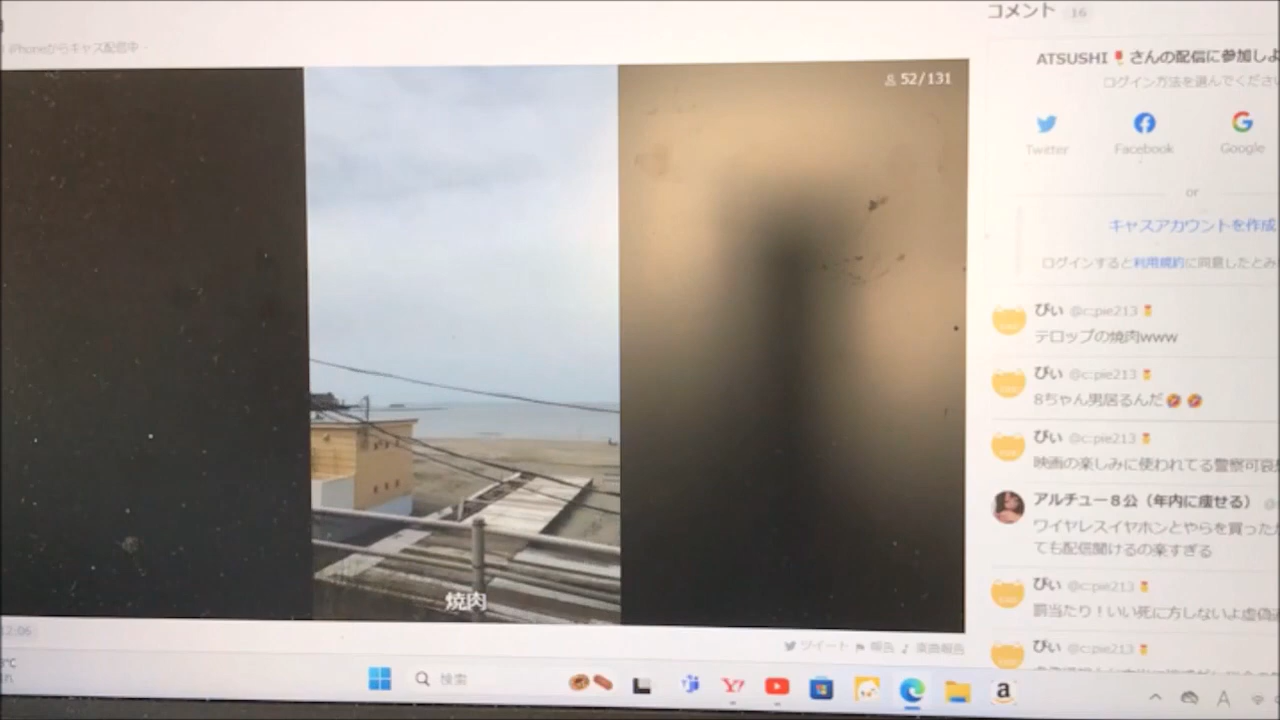 コメント 16
iPhoneからキャス配信中 -
52/131
ATSUSHI🌹さんの配信に参加しよ
ログイン方法を選んでくださ
Twitter
Facebook
Google
or
キャスアカウントを作成
ログインすると利用規約に同意したとみ
ぴい @c:pie213
テロップの焼肉www
ぴい @c:pie213
8ちゃん男居るんだ🤣🤣
ぴい @c:pie213
映画の楽しみに使われてる警察可哀
アルチュー８公（年内に痩せる）
ワイヤレスイヤホンとやらを買った
ても配信聞けるの楽すぎる
ぴい @c:pie213
罰当たり！いい死に方しないよ虚偽
ぴい @c:pie213
焼肉
12:06
ツイート 報告 楽曲報告
検索